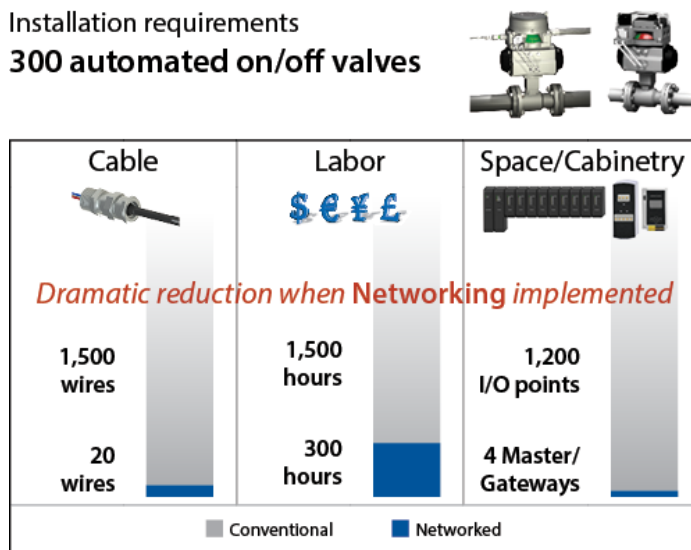 Installation requirements
300 automated on/off valves
Cable
Labor
Space/Cabinetry
$ € ¥ £
Dramatic reduction when Networking implemented
1,500
wires
1,500
hours
1,200
I/O points
20
wires
300
hours
4 Master/
Gateways
Conventional
Networked